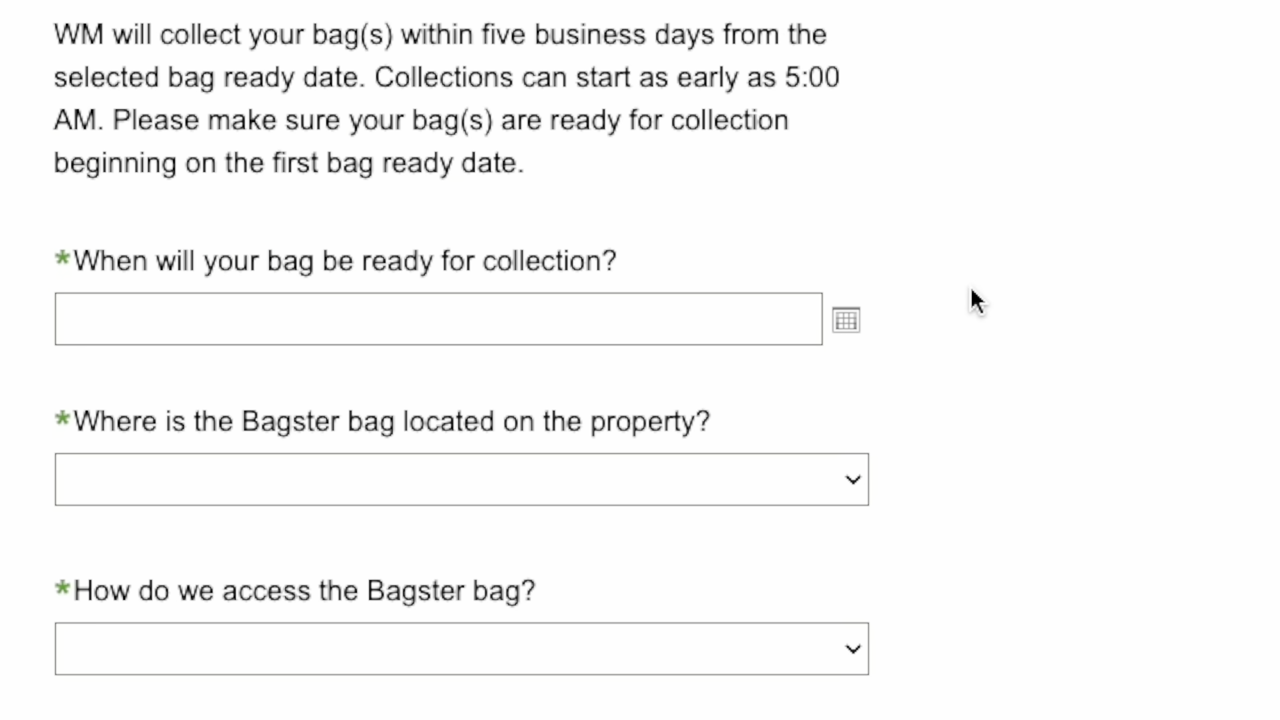 WM will collect your bag(s) within five business days from the
selected bag ready date. Collections can start as early as 5:00
AM. Please make sure your bag(s) are ready for collection
beginning on the first bag ready date.
*When will your bag be ready for collection?
*Where is the Bagster bag located on the property?
*How do we access the Bagster bag?